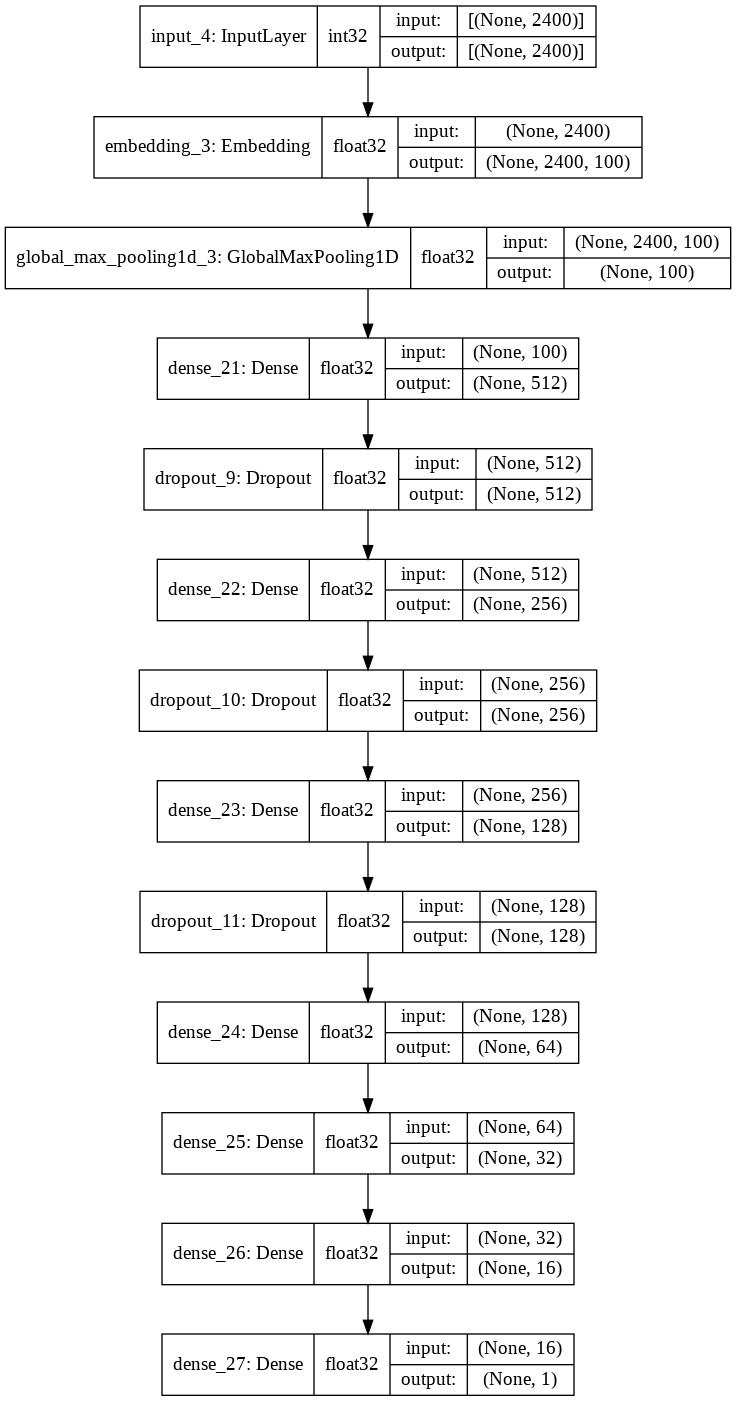 input_4: InputLayer int32 input: [(None, 2400)]
output: [(None, 2400)]
embedding_3: Embedding float32 input: (None, 2400)
output: (None, 2400, 100)
global_max_pooling1d_3: GlobalMaxPooling1D float32 input: (None, 2400, 100)
output: (None, 100)
dense_21: Dense float32 input: (None, 100)
output: (None, 512)
dropout_9: Dropout float32 input: (None, 512)
output: (None, 512)
dense_22: Dense float32 input: (None, 512)
output: (None, 256)
dropout_10: Dropout float32 input: (None, 256)
output: (None, 256)
dense_23: Dense float32 input: (None, 256)
output: (None, 128)
dropout_11: Dropout float32 input: (None, 128)
output: (None, 128)
dense_24: Dense float32 input: (None, 128)
output: (None, 64)
dense_25: Dense float32 input: (None, 64)
output: (None, 32)
dense_26: Dense float32 input: (None, 32)
output: (None, 16)
dense_27: Dense float32 input: (None, 16)
output: (None, 1)